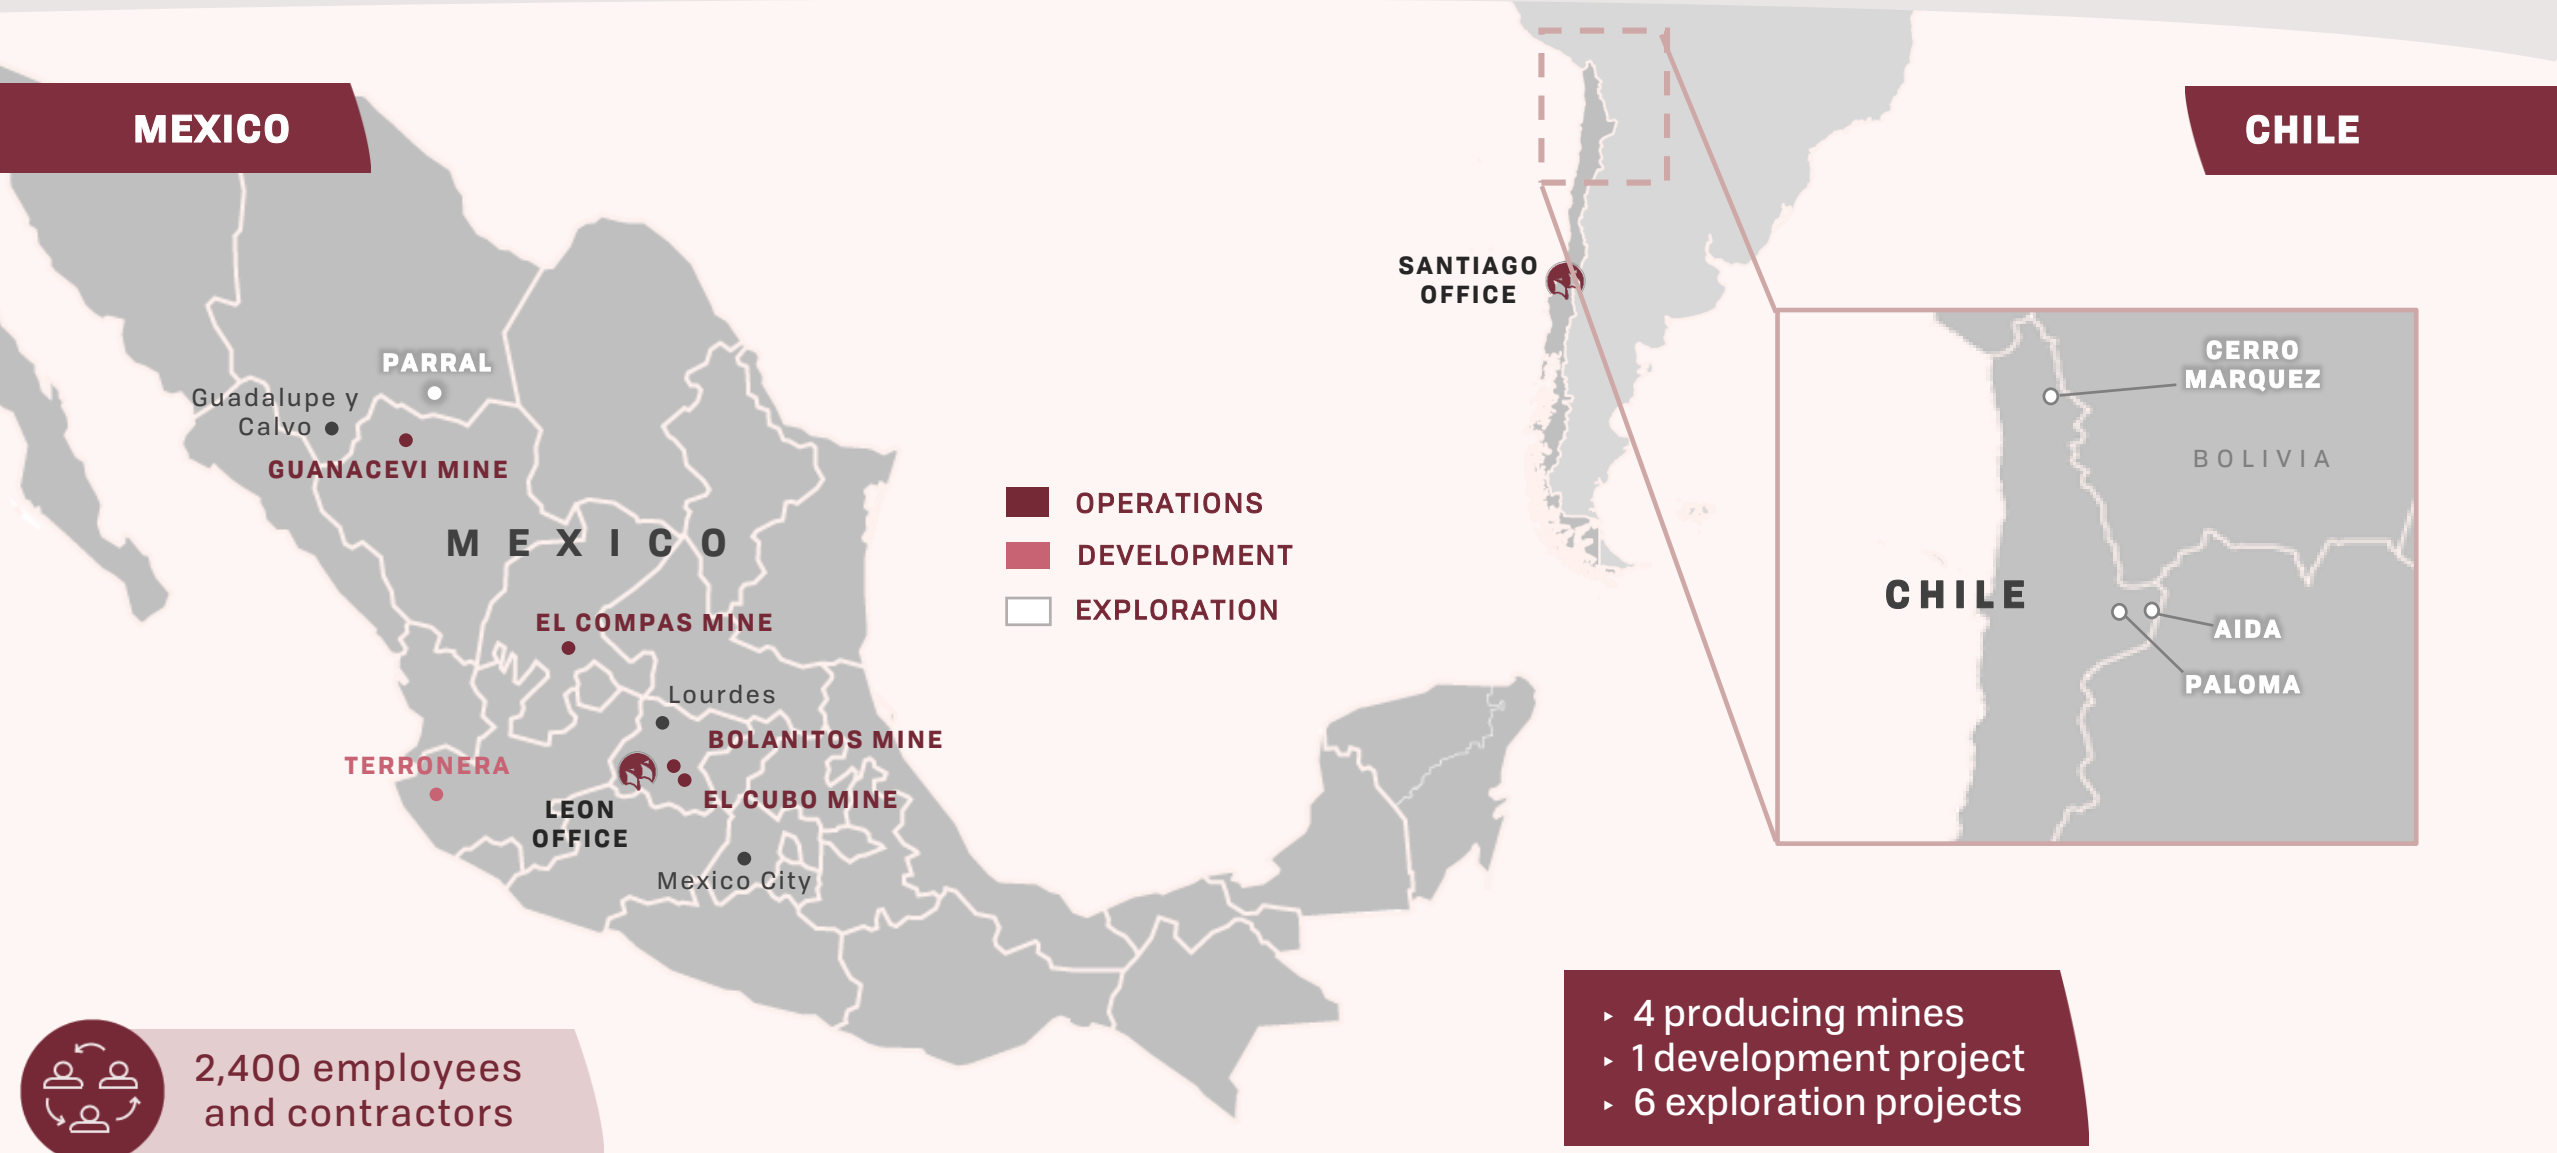 MEXICO
CHILE
SANTIAGO
OFFICE
PARRAL
Guadalupe y
Calvo
GUANACEVI MINE
MEXICO
EL COMPAS MINE
Lourdes
BOLANITOS MINE
TERRONERA
EL CUBO MINE
LEON
OFFICE
Mexico City
OPERATIONS
DEVELOPMENT
EXPLORATION
CERRO
MARQUEZ
BOLIVIA
CHILE
AIDA
PALOMA
2,400 employees
and contractors
‣ 4 producing mines
‣ 1 development project
‣ 6 exploration projects